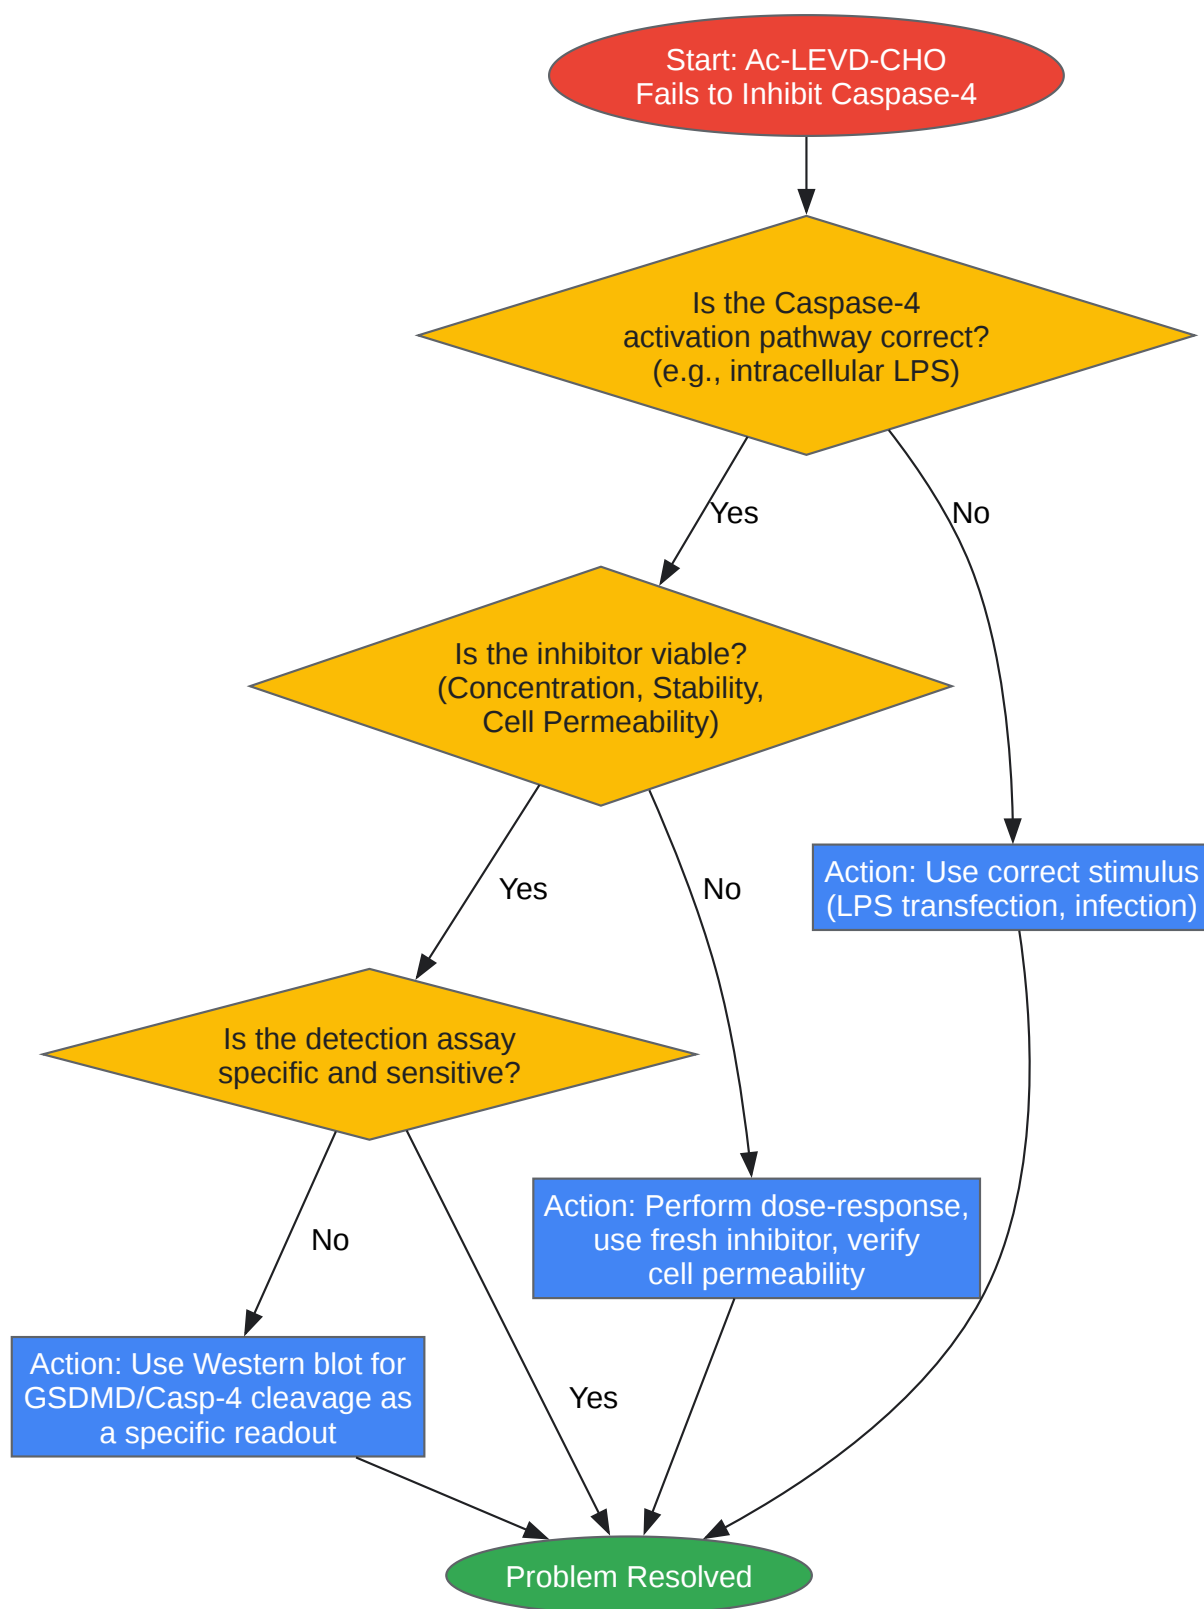 Start: Ac-LEVD-CHO
Fails to Inhibit Caspase-4
Is the Caspase-4
activation pathway correct?
(e.g., intracellular LPS)
Yes
No
Is the inhibitor viable?
(Concentration, Stability,
Cell Permeability)
Yes
No
Action: Use correct stimulus
(LPS transfection, infection)
Is the detection assay
specific and sensitive?
No
Yes
Action: Perform dose-response,
use fresh inhibitor, verify
cell permeability
Action: Use Western blot for
GSDMD/Casp-4 cleavage as
a specific readout
Problem Resolved